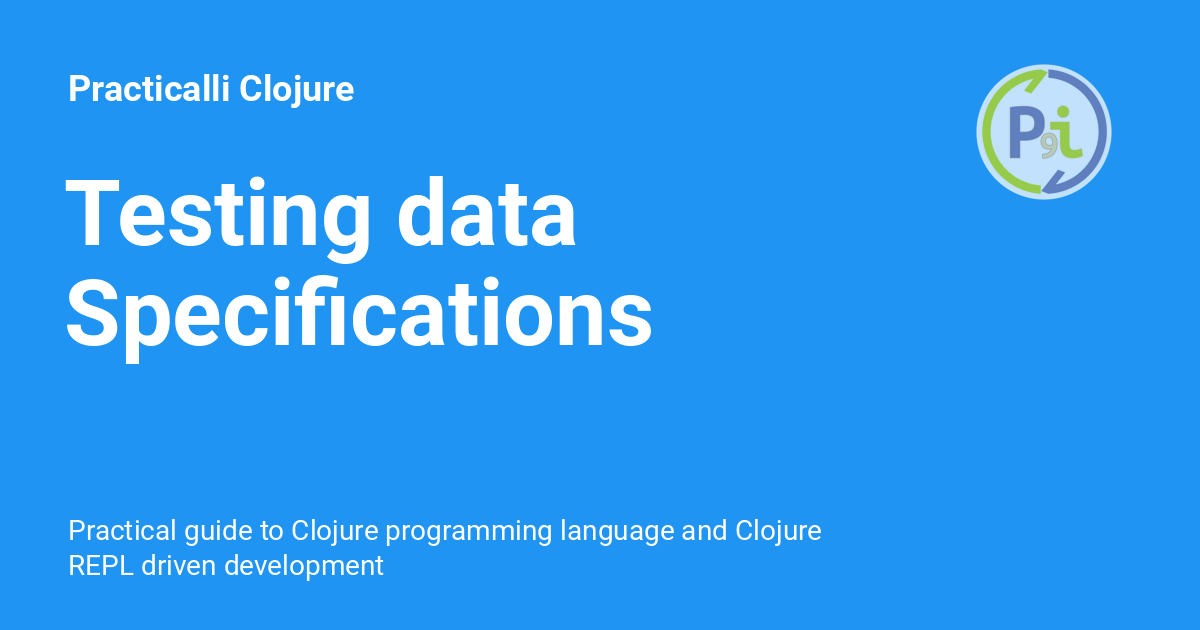 Practicalli Clojure
P9i
Testing data
Specifications
Practical guide to Clojure programming language and Clojure
REPL driven development